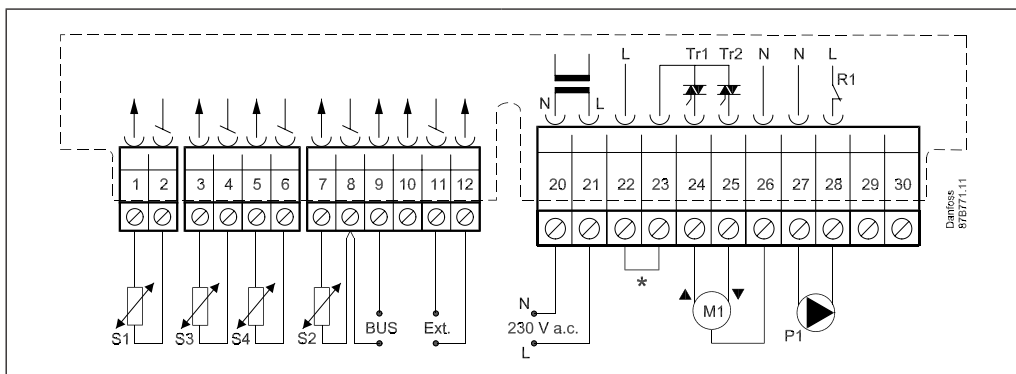 L Tr1 Tr2 N N L
R1
N L
1 2 3 4 5 6 7 8 9 10 11 12
20 21 22 23 24 25 26 27 28 29 30
Danfoss
87B771.11
*
S1 S3 S4 S2 BUS Ext.
N
230 V a.c.
L
M1
P1